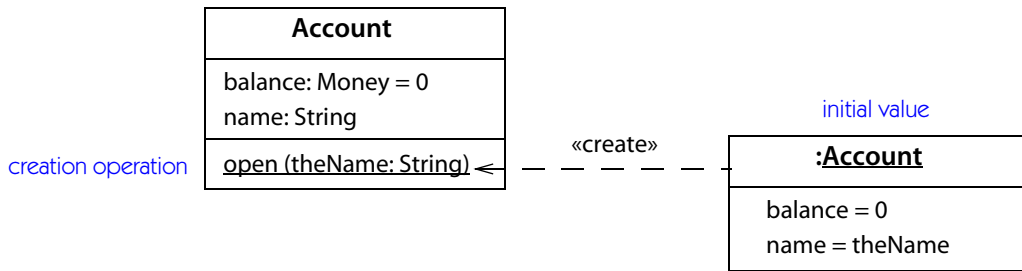 Account
balance: Money = 0
name: String
creation operation
open (theName: String)
«create»
initial value
:Account
balance = 0
name = theName